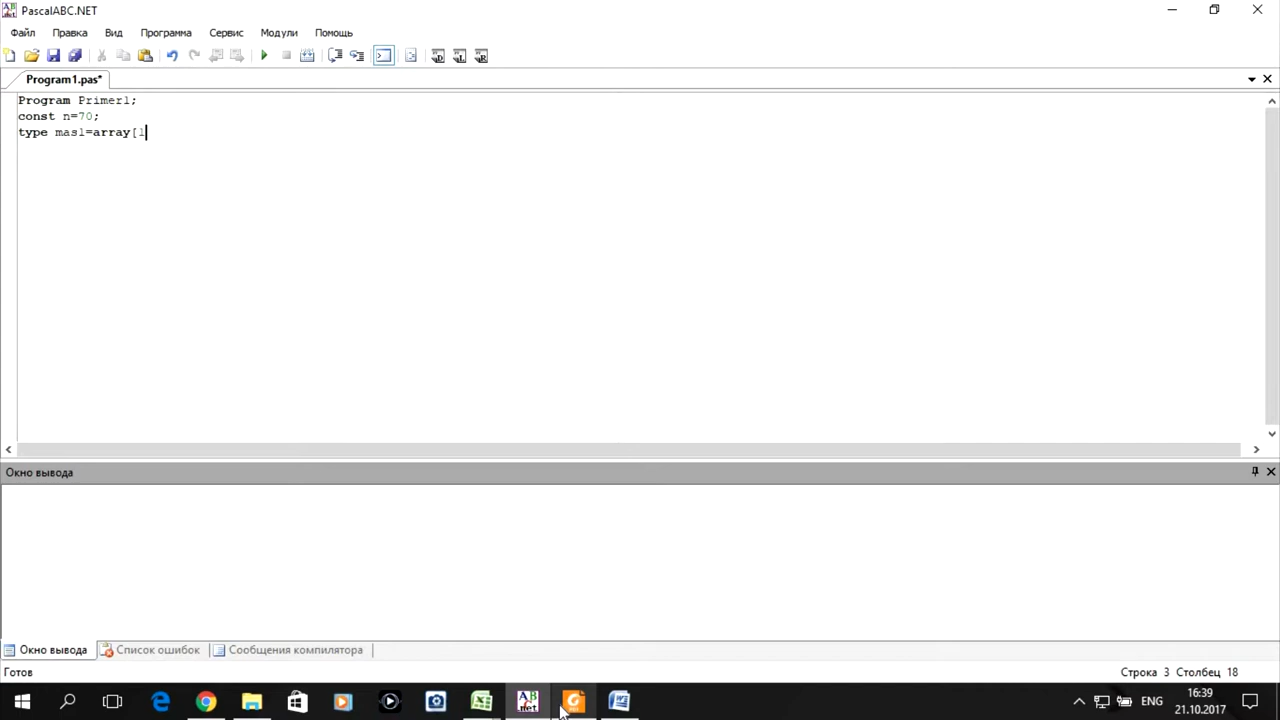 PascalABC.NET
Файл Правка Вид Программа Сервис Модули Помощь
Program1.pas*
Program Primer1;
const n=70;
type mas1=array[1
Окно вывода
Окно вывода Список ошибок Сообщения компилятора
Готов
Строка 3 Столбец 18
ENG
16:39
21.10.2017